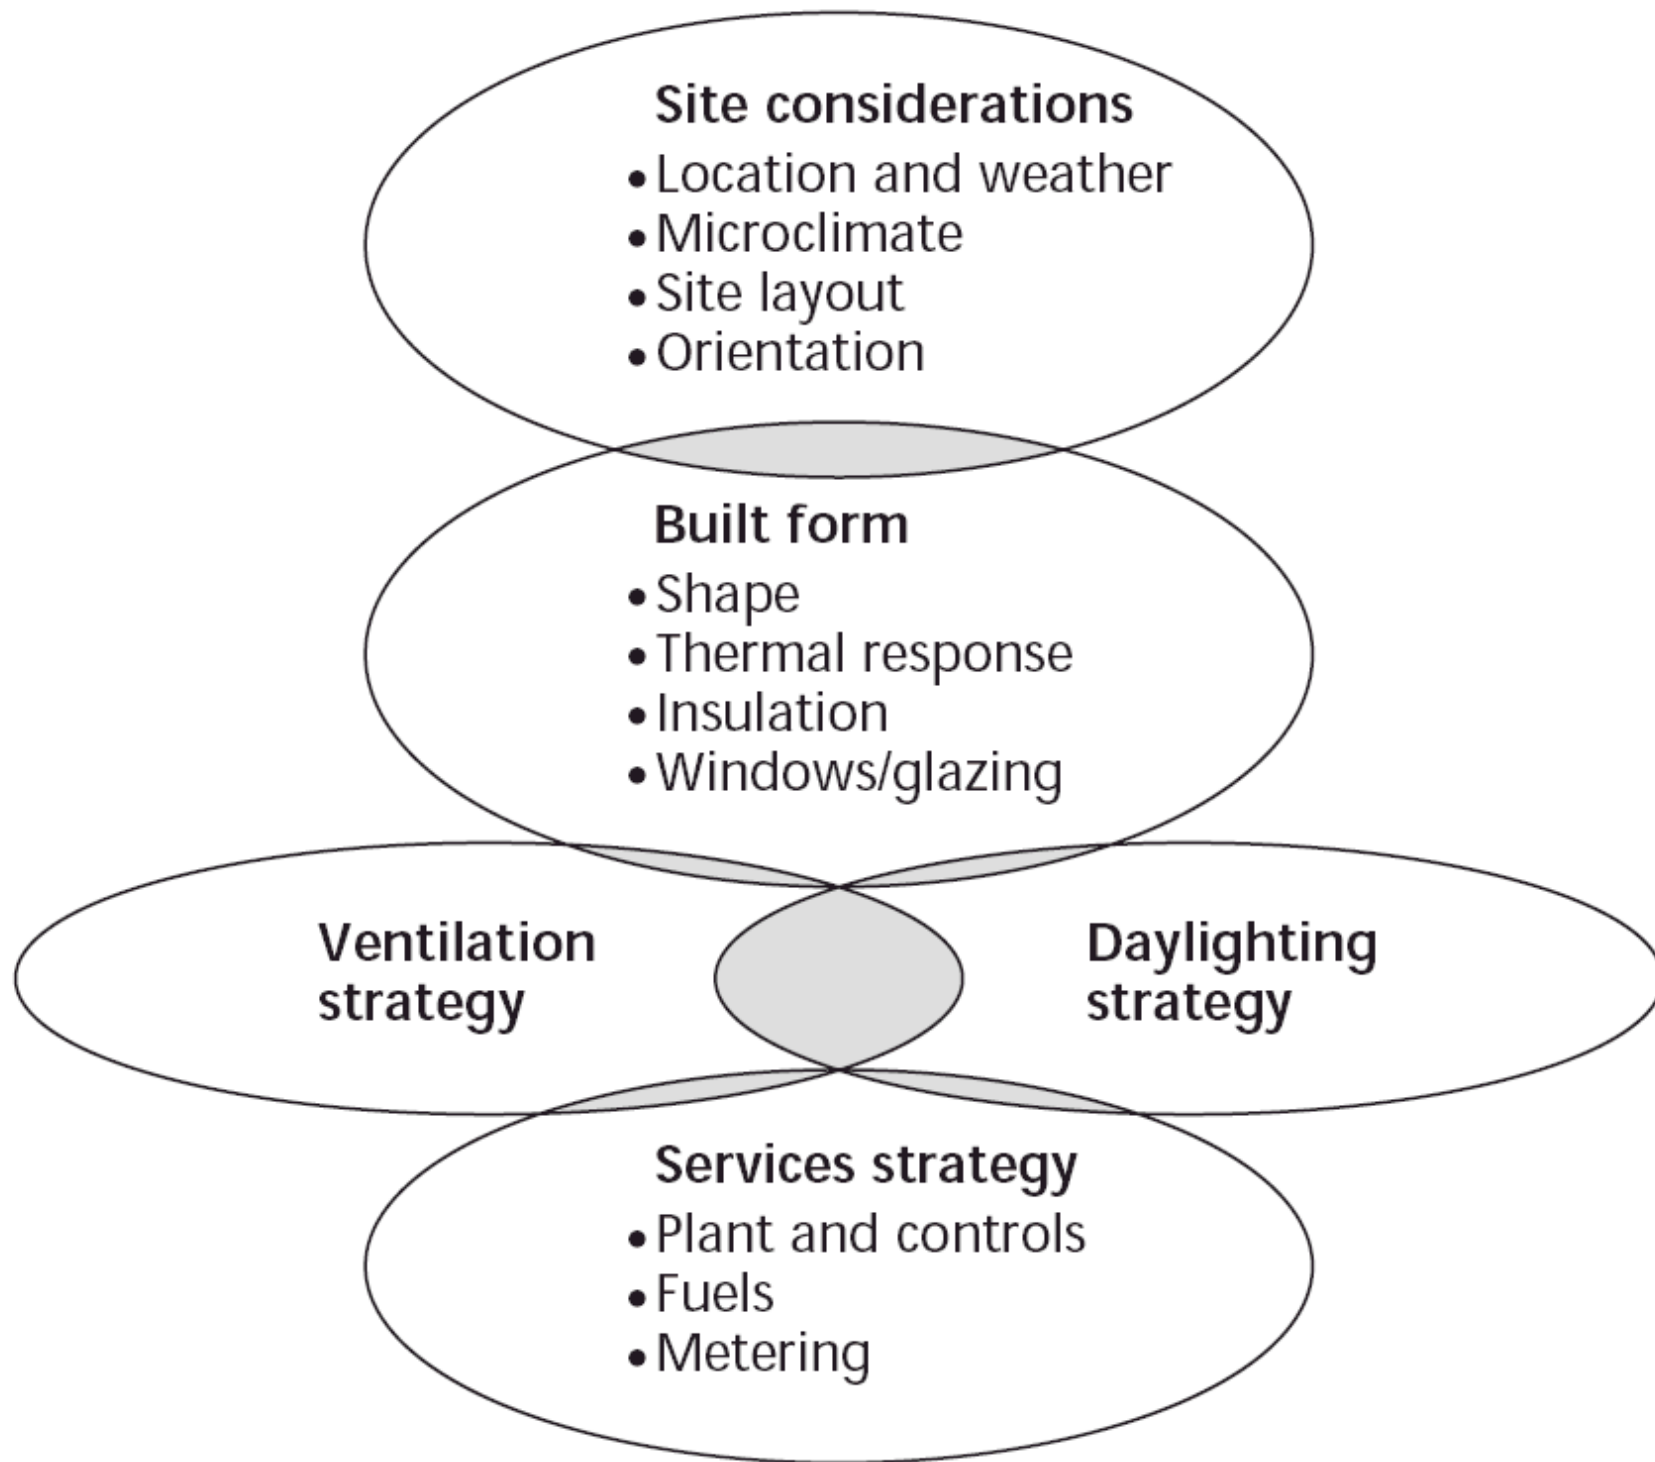 Site considerations
• Location and weather
• Microclimate
• Site layout
• Orientation
Built form
• Shape
• Thermal response
• Insulation
• Windows/glazing
Ventilation
strategy
Daylighting
strategy
Services strategy
• Plant and controls
• Fuels
• Metering